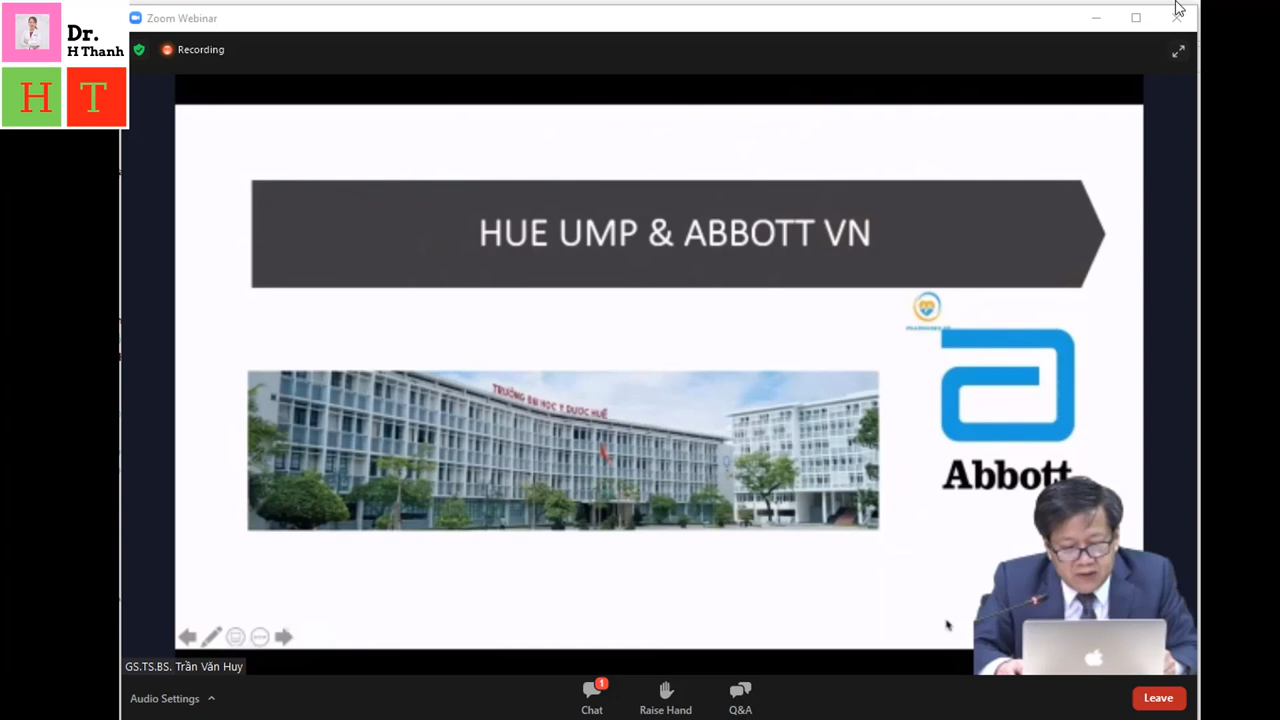 Dr.
H Thanh
H T
Zoom Webinar
Recording
HUE UMP & ABBOTT VN
TRƯỜNG ĐẠI HỌC Y DƯỢC HUẾ
Abbott
GS.TS.BS. Trần Văn Huy
Audio Settings
1
Chat
Raise Hand
Q&A
Leave